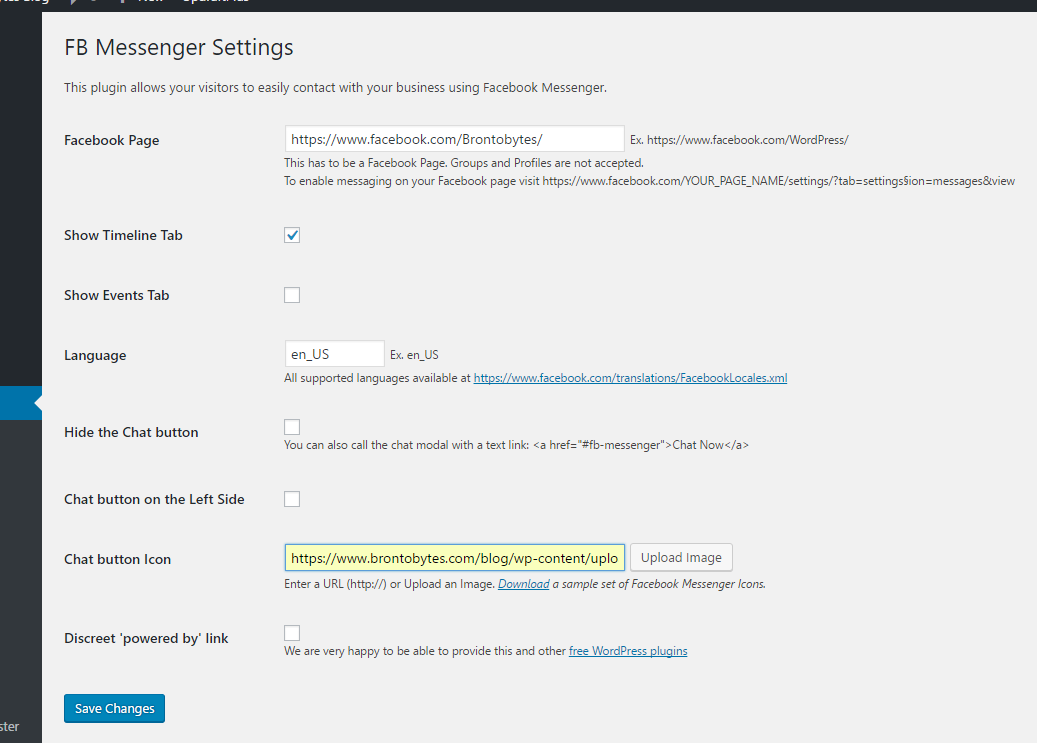 FB Messenger Settings
This plugin allows your visitors to easily contact with your business using Facebook Messenger.
Facebook Page
https://www.facebook.com/Brontobytes/
Ex. https://www.facebook.com/WordPress/
This has to be a Facebook Page. Groups and Profiles are not accepted.
To enable messaging on your Facebook page visit https://www.facebook.com/YOUR_PAGE_NAME/settings/?tab=settings§ion=messages&view
Show Timeline Tab
Show Events Tab
Language
en_US
Ex. en_US
All supported languages available at https://www.facebook.com/translations/FacebookLocales.xml
Hide the Chat button
You can also call the chat modal with a text link: <a href="#fb-messenger">Chat Now</a>
Chat button on the Left Side
Chat button Icon
https://www.brontobytes.com/blog/wp-content/uplo
Upload Image
Enter a URL (http://) or Upload an Image. Download a sample set of Facebook Messenger Icons.
Discreet 'powered by' link
We are very happy to be able to provide this and other free WordPress plugins
Save Changes
ster